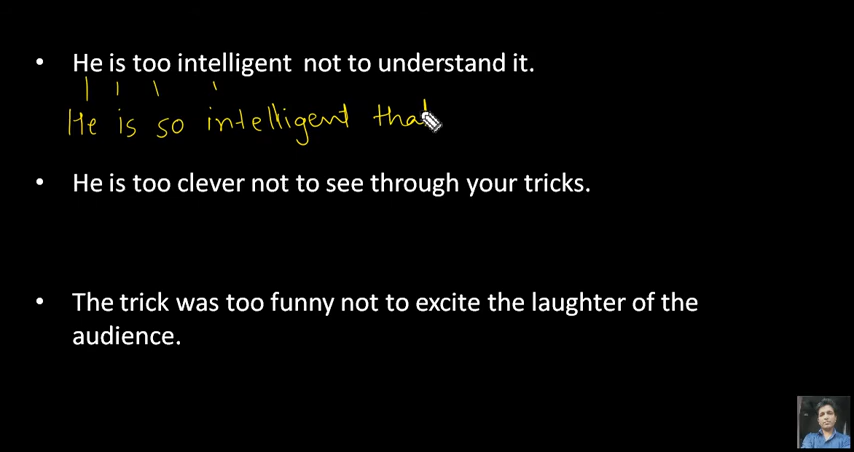 • He is too intelligent not to understand it.
He is so intelligent that
• He is too clever not to see through your tricks.
• The trick was too funny not to excite the laughter of the
audience.